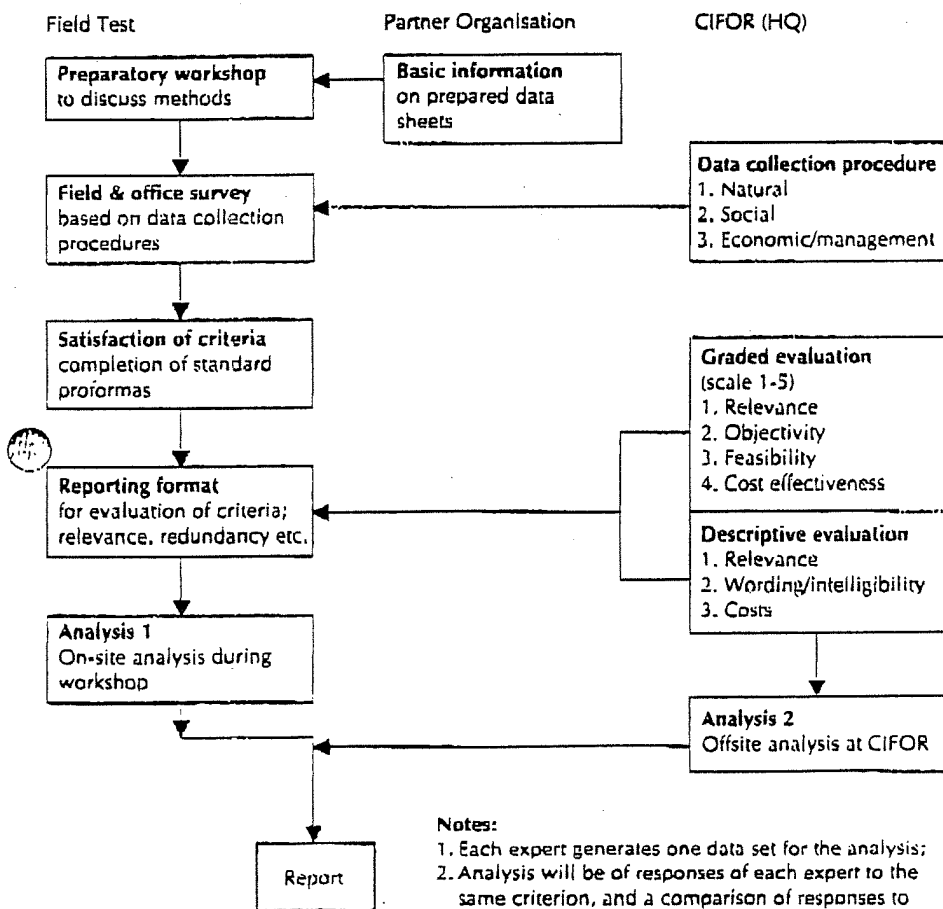 Field Test
Partner Organisation
CIFOR (HQ)
Preparatory workshop
to discuss methods
Basic information
on prepared data
sheets
Field & office survey
based on data collection
procedures
Data collection procedure
1. Natural
2. Social
3. Economic/management
Satisfaction of criteria
completion of standard
proformas
Graded evaluation
(scale 1-5)
1. Relevance
2. Objectivity
3. Feasibility
4. Cost effectiveness
Reporting format
for evaluation of criteria;
relevance, redundancy etc.
Descriptive evaluation
1. Relevance
2. Wording/intelligibility
3. Costs
Analysis 1
On-site analysis during
workshop
Analysis 2
Offsite analysis at CIFOR
Report
Notes:
1. Each expert generates one data set for the analysis;
2. Analysis will be of responses of each expert to the
same criterion, and a comparison of responses to